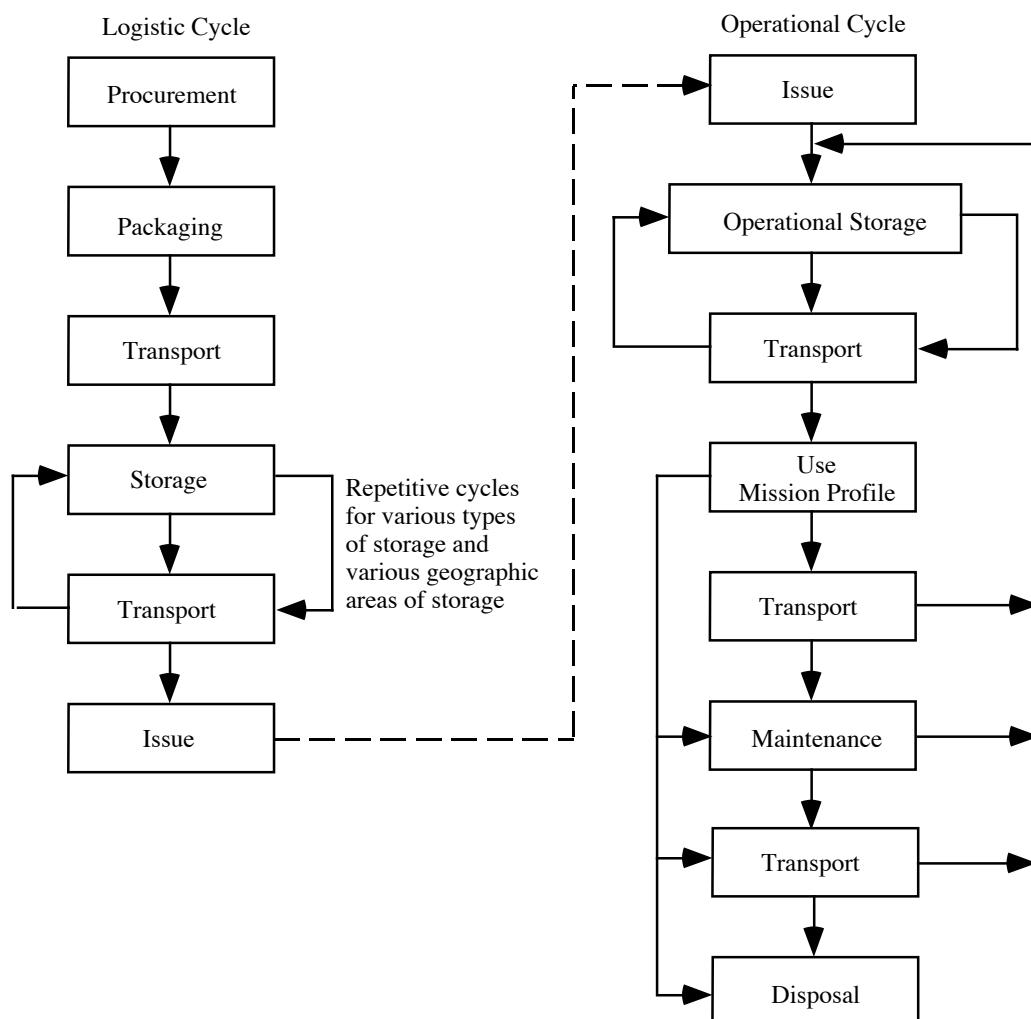 Logistic Cycle
Procurement
Packaging
Transport
Storage
Repetitive cycles
for various types
of storage and
various geographic
areas of storage
Transport
Issue
Operational Cycle
Issue
Operational Storage
Transport
Use
Mission Profile
Transport
Maintenance
Transport
Disposal